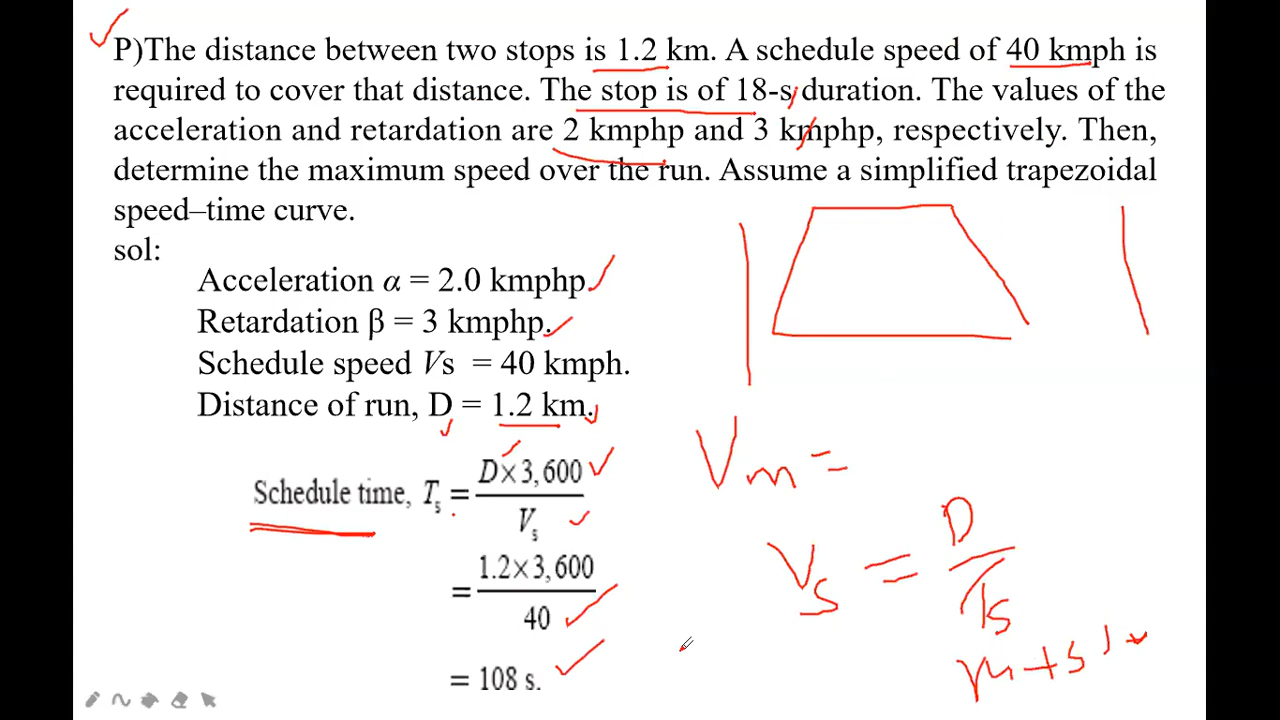 P)The distance between two stops is 1.2 km. A schedule speed of 40 kmph is
required to cover that distance. The stop is of 18-s duration. The values of the
acceleration and retardation are 2 kmphp and 3 kmphp, respectively. Then,
determine the maximum speed over the run. Assume a simplified trapezoidal
speed–time curve.
sol:
Acceleration α = 2.0 kmphp.
Retardation β = 3 kmphp.
Schedule speed Vs = 40 kmph.
Distance of run, D = 1.2 km.
Schedule time, Ts = D×3,600 / Vs
= 1.2×3,600 / 40
= 108 s.
Vm =
Vs = D / Ts